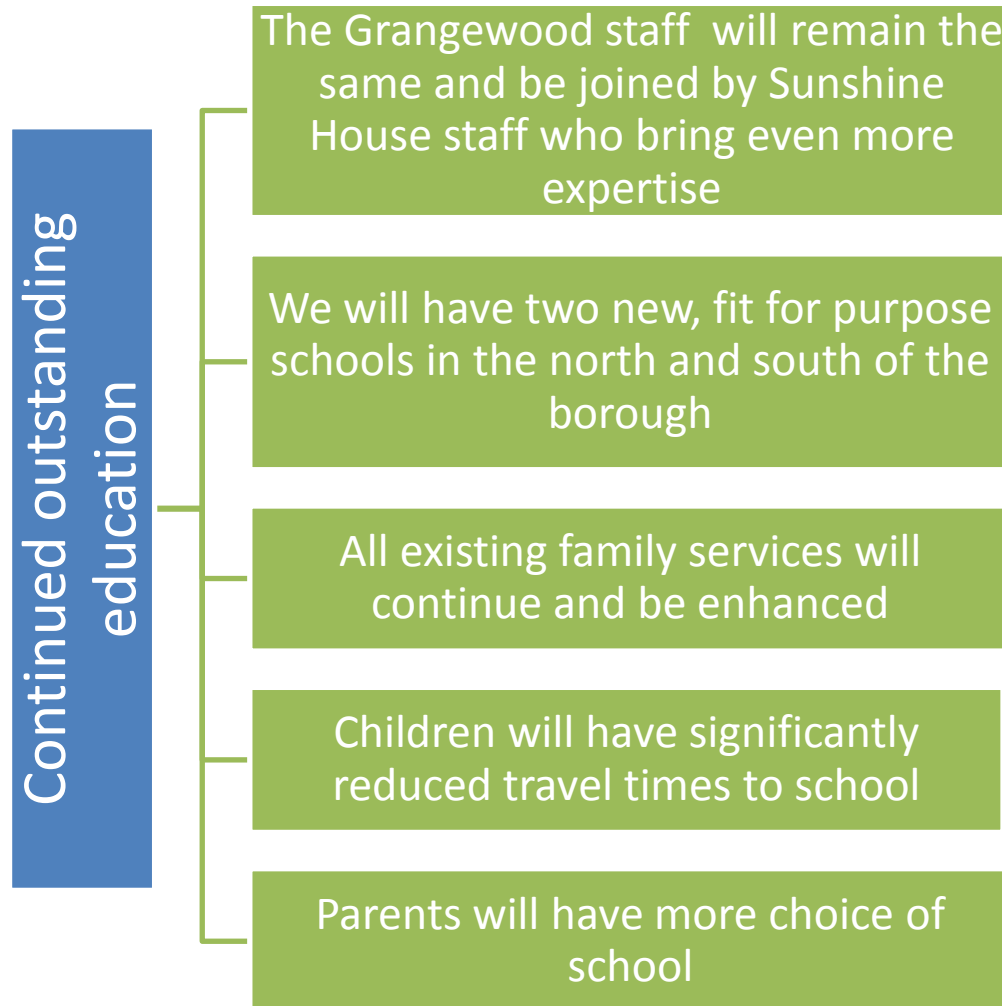 Continued outstanding
education
The Grangewood staff will remain the
same and be joined by Sunshine
House staff who bring even more
expertise
We will have two new, fit for purpose
schools in the north and south of the
borough
All existing family services will
continue and be enhanced
Children will have significantly
reduced travel times to school
Parents will have more choice of
school